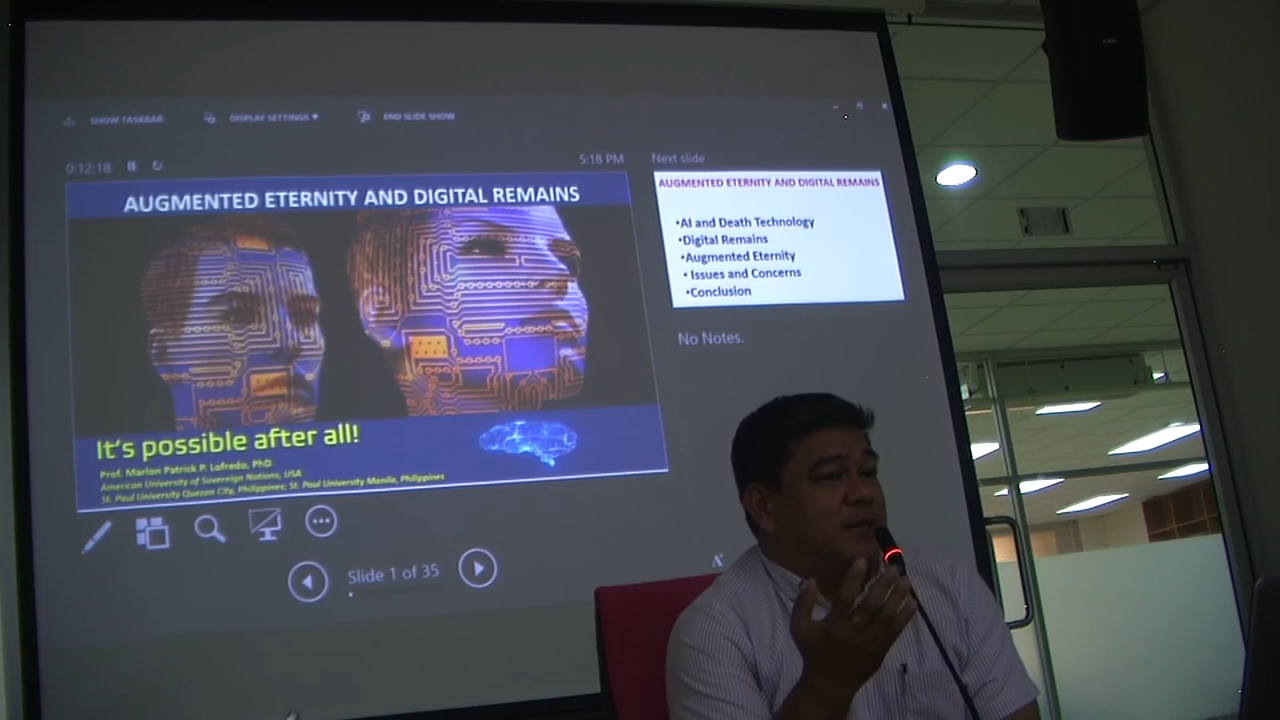 SHOW TASKBAR
DISPLAY SETTINGS ▾
END SLIDE SHOW
0:12:18
5:18 PM
AUGMENTED ETERNITY AND DIGITAL REMAINS
It's possible after all!
Prof. Marlon Patrick P. Lofredo, PhD
American University of Sovereign Nations, USA
St. Paul University Quezon City, Philippines; St. Paul University Manila, Philippines
Next slide
AUGMENTED ETERNITY AND DIGITAL REMAINS
•AI and Death Technology
•Digital Remains
•Augmented Eternity
• Issues and Concerns
•Conclusion
No Notes.
Slide 1 of 35
A